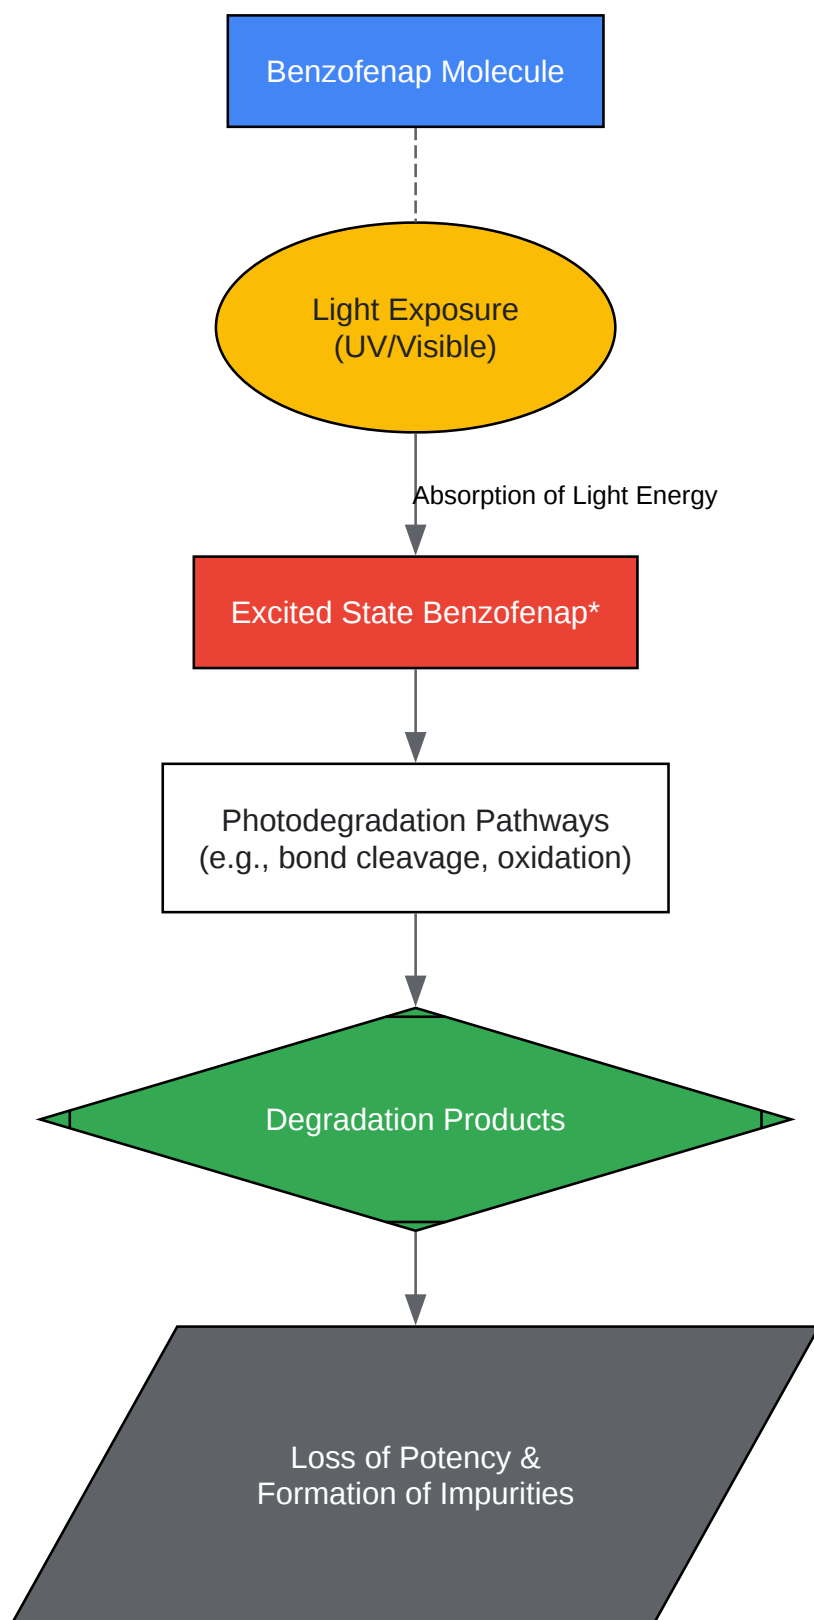 Benzofenap Molecule
Light Exposure
(UV/Visible)
Absorption of Light Energy
Excited State Benzofenap*
Photodegradation Pathways
(e.g., bond cleavage, oxidation)
Degradation Products
Loss of Potency &
Formation of Impurities